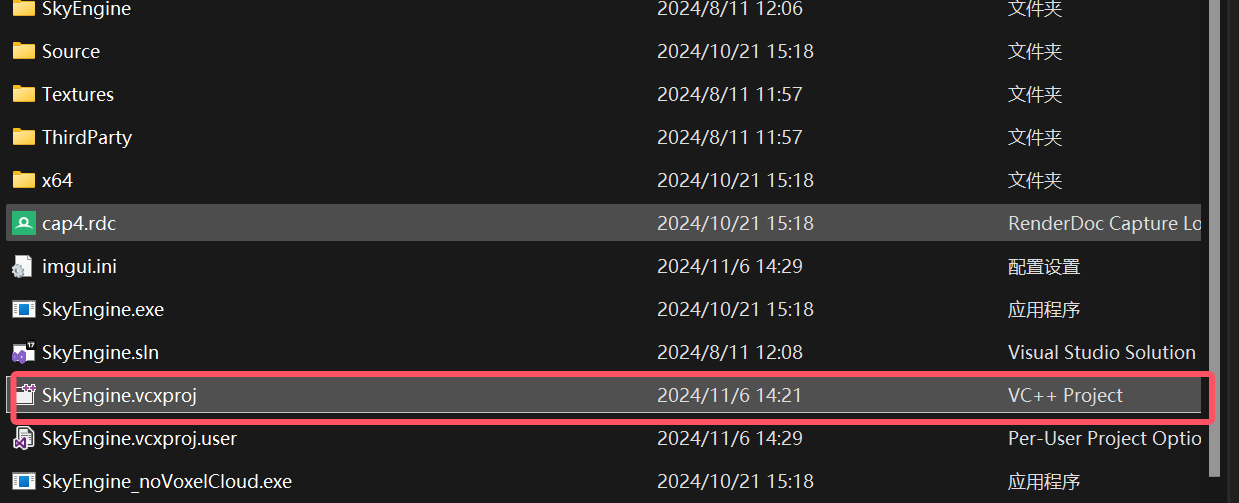 SkyEngine 2024/8/11 12:06 文件夹
Source 2024/10/21 15:18 文件夹
Textures 2024/8/11 11:57 文件夹
ThirdParty 2024/8/11 11:57 文件夹
x64 2024/10/21 15:18 文件夹
cap4.rdc 2024/10/21 15:18 RenderDoc Capture Lo
imgui.ini 2024/11/6 14:29 配置设置
SkyEngine.exe 2024/10/21 15:18 应用程序
17 SkyEngine.sln 2024/8/11 12:08 Visual Studio Solution
++ SkyEngine.vcxproj 2024/11/6 14:21 VC++ Project
SkyEngine.vcxproj.user 2024/11/6 14:29 Per-User Project Optio
SkyEngine_noVoxelCloud.exe 2024/10/21 15:18 应用程序